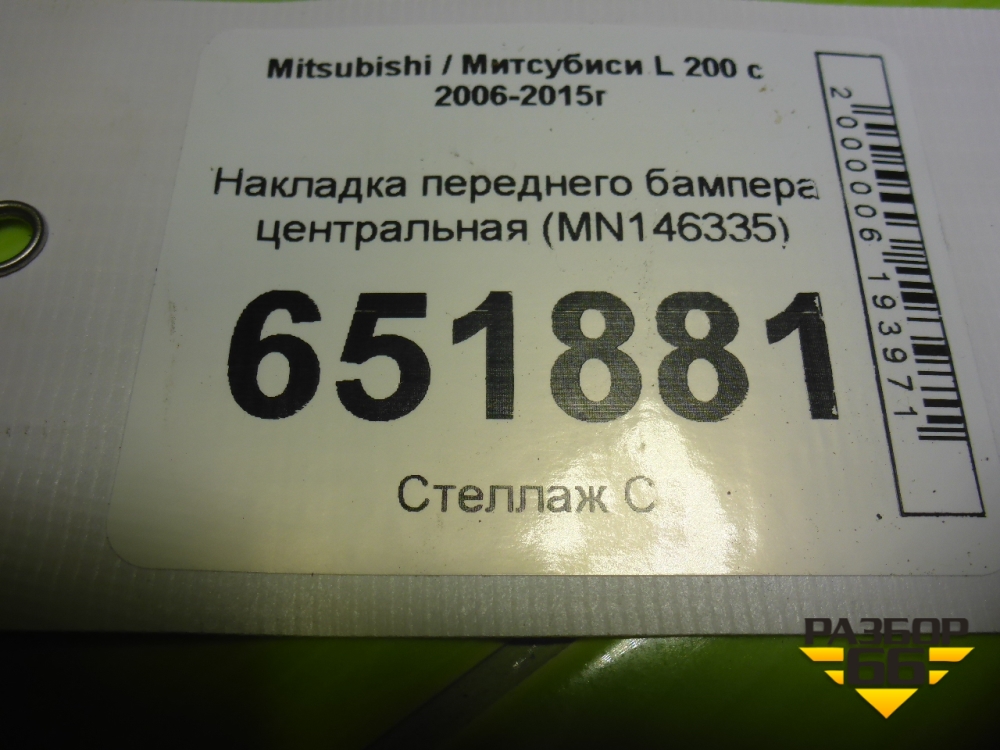 Mitsubishi / Митсубиси L 200 с
2006-2015г
Накладка переднего бампера
центральная (MN146335)
651881
Стеллаж С
2000006193971
РАЗБОР
66